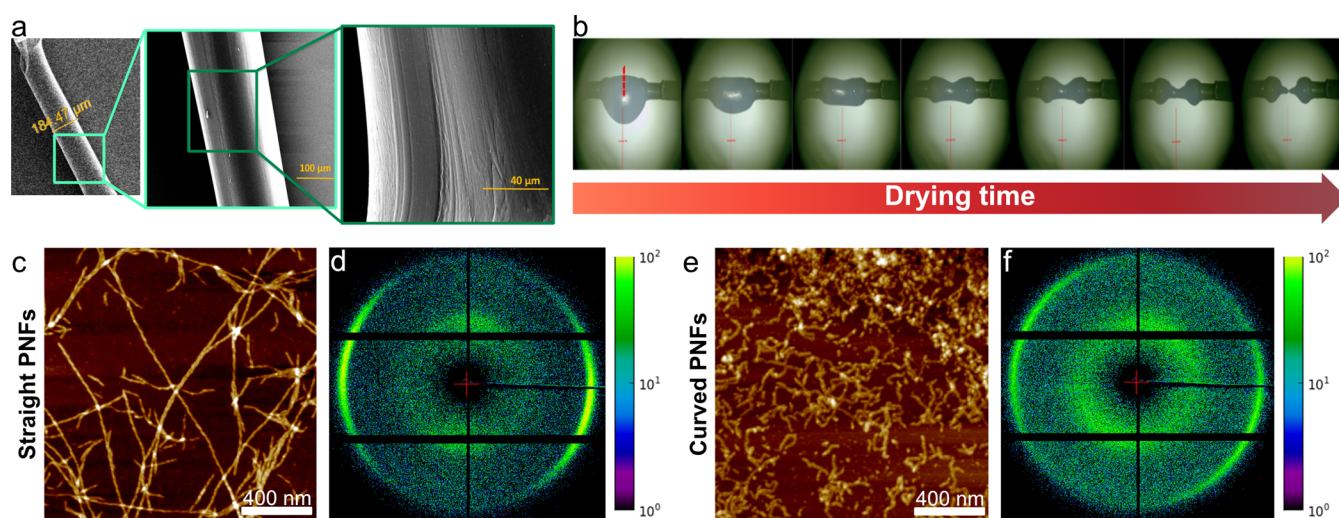 a
184.47 µm
100 µm
40 µm
b
Drying time
Straight PNFs
c
400 nm
d
10²
10¹
10⁰
Curved PNFs
e
400 nm
f
10²
10¹
10⁰